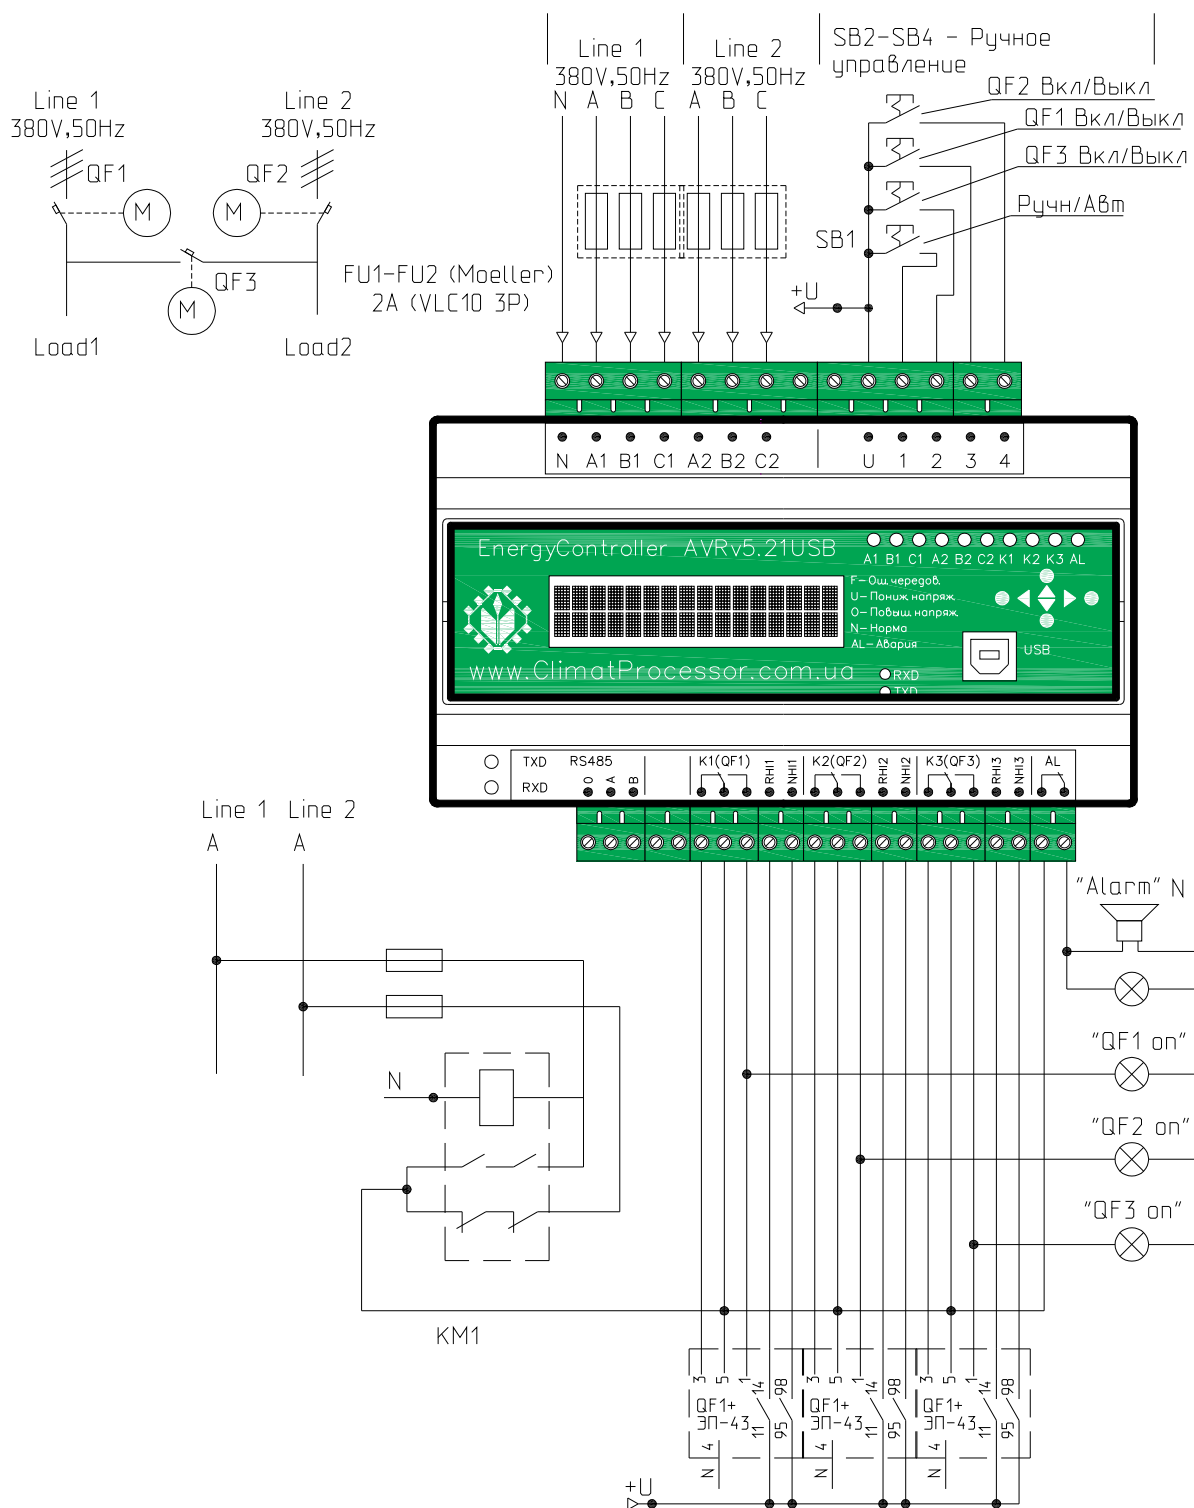 Line 1
380V,50Hz
Line 2
380V,50Hz
SB2-SB4 - Ручное
управление
N A B C A B C
QF2 Вкл/Выкл
QF1 Вкл/Выкл
QF3 Вкл/Выкл
Ручн/Авт
SB1
+U
Line 1
380V,50Hz
Line 2
380V,50Hz
QF1
QF2
M
M
QF3
M
Load1
Load2
FU1-FU2 (Moeller)
2A (VLC10 3P)
N A1 B1 C1 A2 B2 C2 U 1 2 3 4
EnergyController AVRv5.21USB
A1 B1 C1 A2 B2 C2 K1 K2 K3 AL
F-Ош. чередов.
U-Пониж. напряж.
O-Повыш. напряж.
N-Норма
AL-Авария
USB
www.ClimatProcessor.com.ua
RXD
TXD
TXD RS485 K1(QF1) RHI1 NHI1 K2(QF2) RHI2 NHI2 K3(QF3) RHI3 NHI3 AL
RXD O A B
Line 1 Line 2
A A
"Alarm" N
"QF1 on"
"QF2 on"
"QF3 on"
N
KM1
3 5 1 14 98 3 5 1 14 98 3 5 1 14 98
QF1+ QF1+ QF1+
ЭП-43 ЭП-43 ЭП-43
11 95 11 95 11 95
4 4 4
N N N
+U